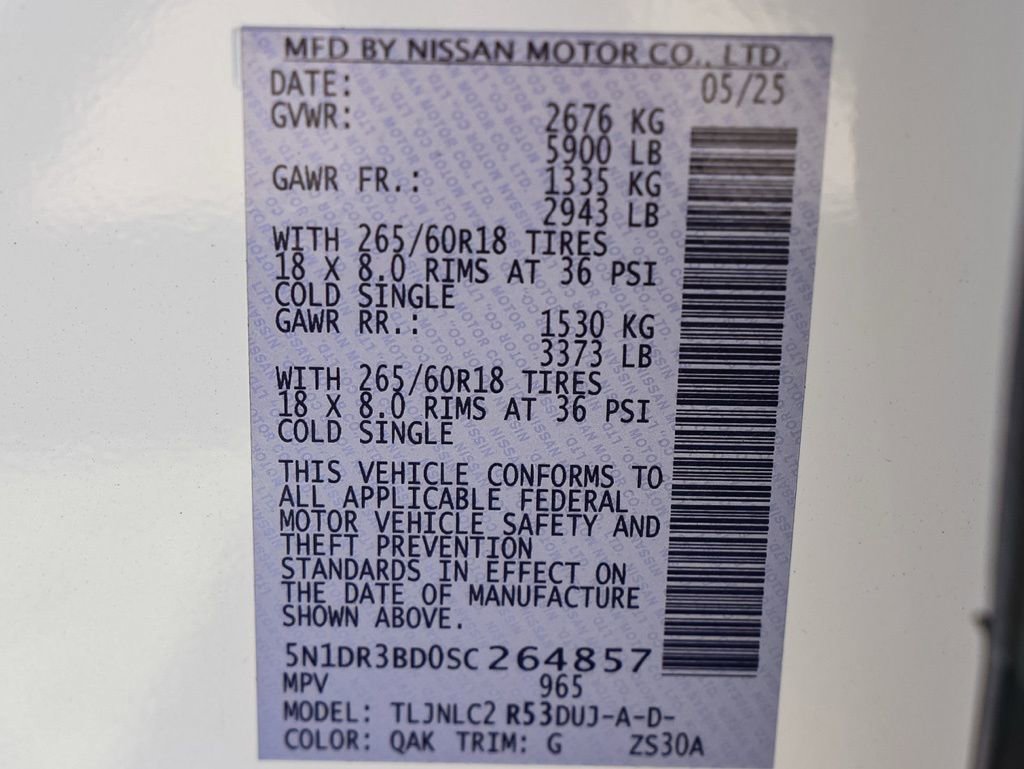 MFD BY NISSAN MOTOR CO., LTD.
DATE: 05/25
GVWR: 2676 KG
5900 LB
GAWR FR.: 1335 KG
2943 LB
WITH 265/60R18 TIRES
18 X 8.0 RIMS AT 36 PSI
COLD SINGLE
GAWR RR.: 1530 KG
3373 LB
WITH 265/60R18 TIRES
18 X 8.0 RIMS AT 36 PSI
COLD SINGLE
THIS VEHICLE CONFORMS TO
ALL APPLICABLE FEDERAL
MOTOR VEHICLE SAFETY AND
THEFT PREVENTION
STANDARDS IN EFFECT ON
THE DATE OF MANUFACTURE
SHOWN ABOVE.
5N1DR3BD0SC264857
MPV 965
MODEL: TLJNLC2 R53DUJ-A-D-
COLOR: QAK TRIM: G ZS30A